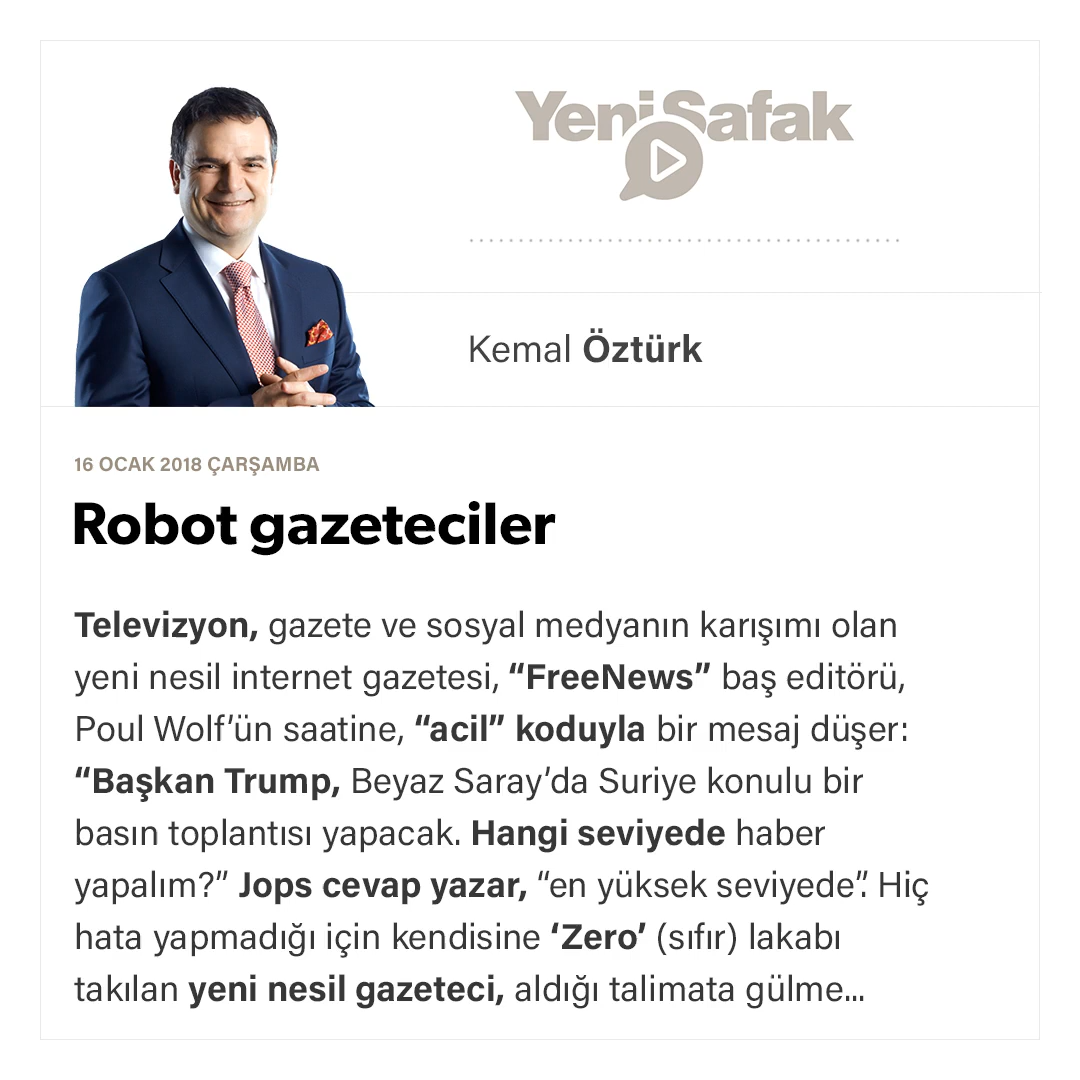 Yeni Safak
Kemal Öztürk
16 OCAK 2018 ÇARŞAMBA
Robot gazeteciler
Televizyon, gazete ve sosyal medyanın karışımı olan
yeni nesil internet gazetesi, “FreeNews” baş editörü,
Poul Wolf’ün saatine, “acil” koduyla bir mesaj düşer:
“Başkan Trump, Beyaz Saray’da Suriye konulu bir
basın toplantısı yapacak. Hangi seviyede haber
yapalım?” Jops cevap yazar, “en yüksek seviyede”. Hiç
hata yapmadığı için kendisine ‘Zero’ (sıfır) lakabı
takılan yeni nesil gazeteci, aldığı talimata gülme...